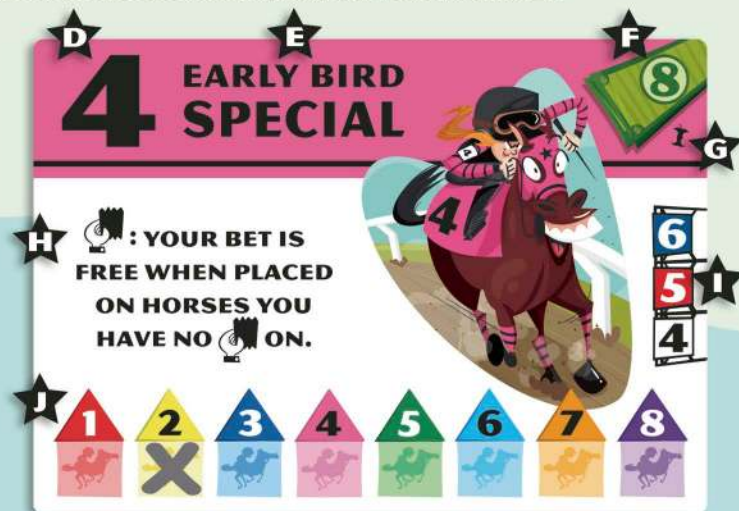 D E F
4 EARLY BIRD 8
SPECIAL
I G
H : YOUR BET IS
FREE WHEN PLACED
ON HORSES YOU
HAVE NO ON.
4
4
6
5 I
4
J
1 2 3 4 5 6 7 8